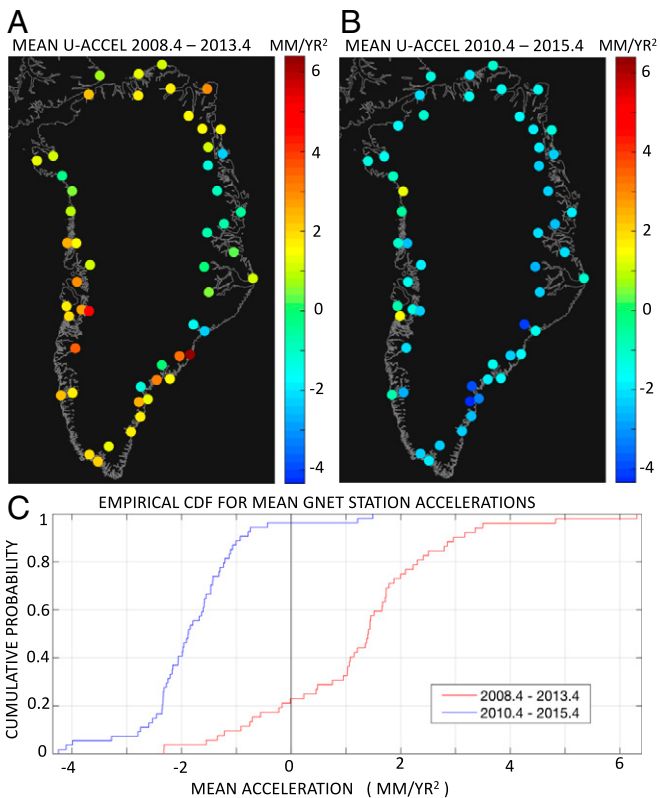 A
B
MEAN U-ACCEL 2008.4 – 2013.4 MM/YR²
MEAN U-ACCEL 2010.4 – 2015.4 MM/YR²
6
4
2
0
-2
-4
6
4
2
0
-2
-4
C
EMPIRICAL CDF FOR MEAN GNET STATION ACCELERATIONS
CUMULATIVE PROBABILITY
1
0.8
0.6
0.4
0.2
0
2008.4 - 2013.4
2010.4 - 2015.4
-4 -2 0 2 4 6
MEAN ACCELERATION ( MM/YR² )